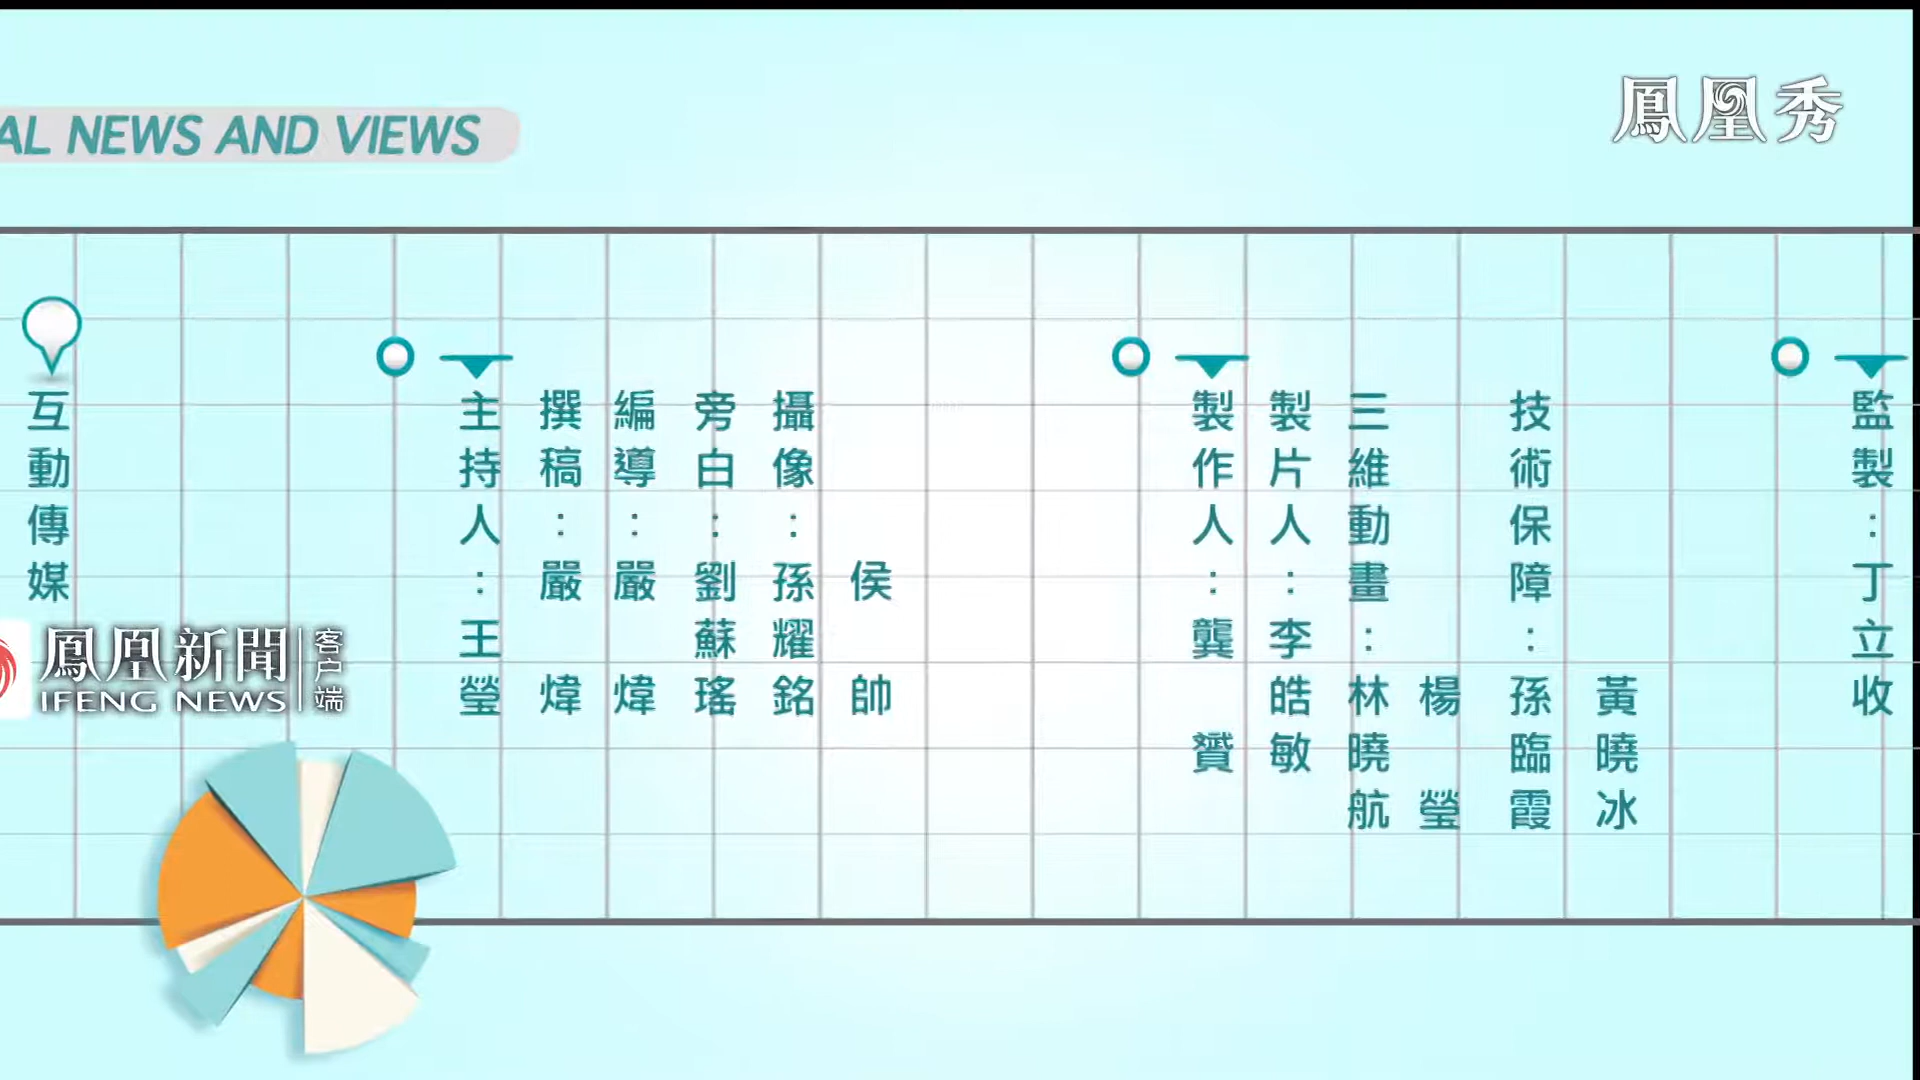 AL NEWS AND VIEWS
鳳凰秀
互動傳媒
鳳凰新聞
客户端
IFENG NEWS
主持人:王瑩
撰稿:嚴煒
編導:嚴煒
旁白:劉蘇瑤
攝像:孫耀銘
侯帥
製作人:龔贇
製片人:李皓敏
三維動畫:林曉航
楊瑩
技術保障:孫臨霞
黃曉冰
監製:丁立收